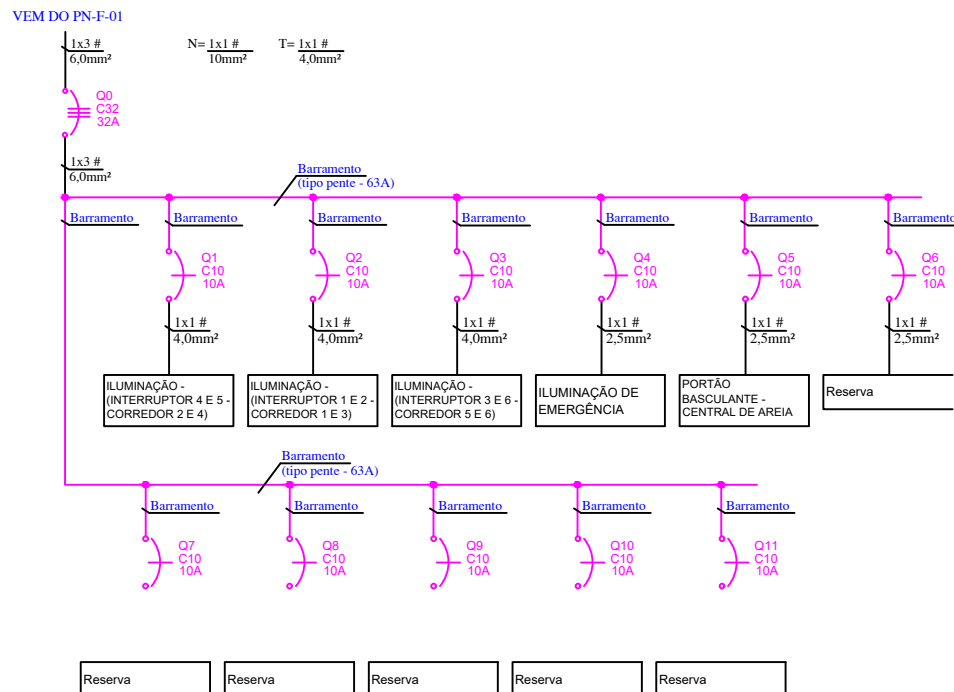 VEM DO PN-F-01
1x3 #
6,0mm²
N= 1x1 #
10mm²
T= 1x1 #
4,0mm²
Q0
C32
32A
1x3 #
6,0mm²
Barramento
(tipo pente - 63A)
Barramento
Barramento
Barramento
Barramento
Barramento
Barramento
Barramento
Q1
C10
10A
Q2
C10
10A
Q3
C10
10A
Q4
C10
10A
Q5
C10
10A
Q6
C10
10A
1x1 #
4,0mm²
1x1 #
4,0mm²
1x1 #
4,0mm²
1x1 #
2,5mm²
1x1 #
2,5mm²
1x1 #
2,5mm²
ILUMINAÇÃO -
(INTERRUPTOR 4 E 5 -
CORREDOR 2 E 4)
ILUMINAÇÃO -
(INTERRUPTOR 1 E 2 -
CORREDOR 1 E 3)
ILUMINAÇÃO -
(INTERRUPTOR 3 E 6 -
CORREDOR 5 E 6)
ILUMINAÇÃO DE
EMERGÊNCIA
PORTÃO
BASCULANTE -
CENTRAL DE AREIA
Reserva
Barramento
(tipo pente - 63A)
Barramento
Barramento
Barramento
Barramento
Barramento
Q7
C10
10A
Q8
C10
10A
Q9
C10
10A
Q10
C10
10A
Q11
C10
10A
Reserva
Reserva
Reserva
Reserva
Reserva